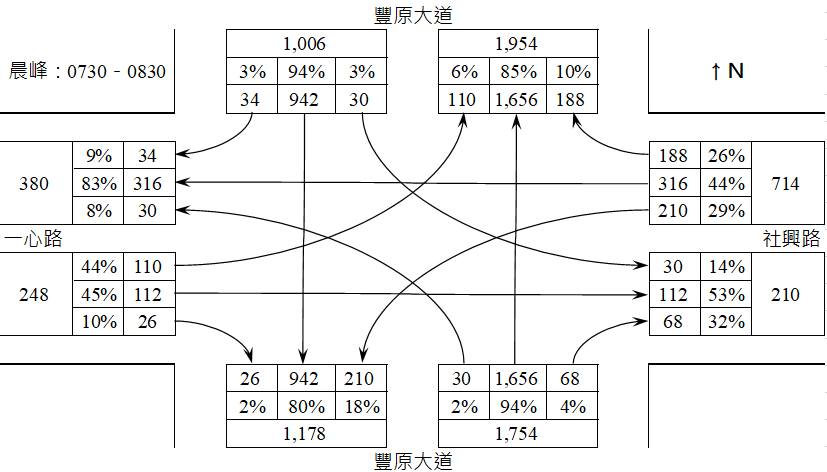 豐原大道
1,006 1,954
晨峰：0730﹣0830 3% 94% 3% 6% 85% 10% ↑N
34 942 30 110 1,656 188
9% 34 188 26%
380 83% 316 316 44% 714
8% 30 210 29%
一心路 社興路
44% 110 30 14%
248 45% 112 112 53% 210
10% 26 68 32%
26 942 210 30 1,656 68
2% 80% 18% 2% 94% 4%
1,178 1,754
豐原大道